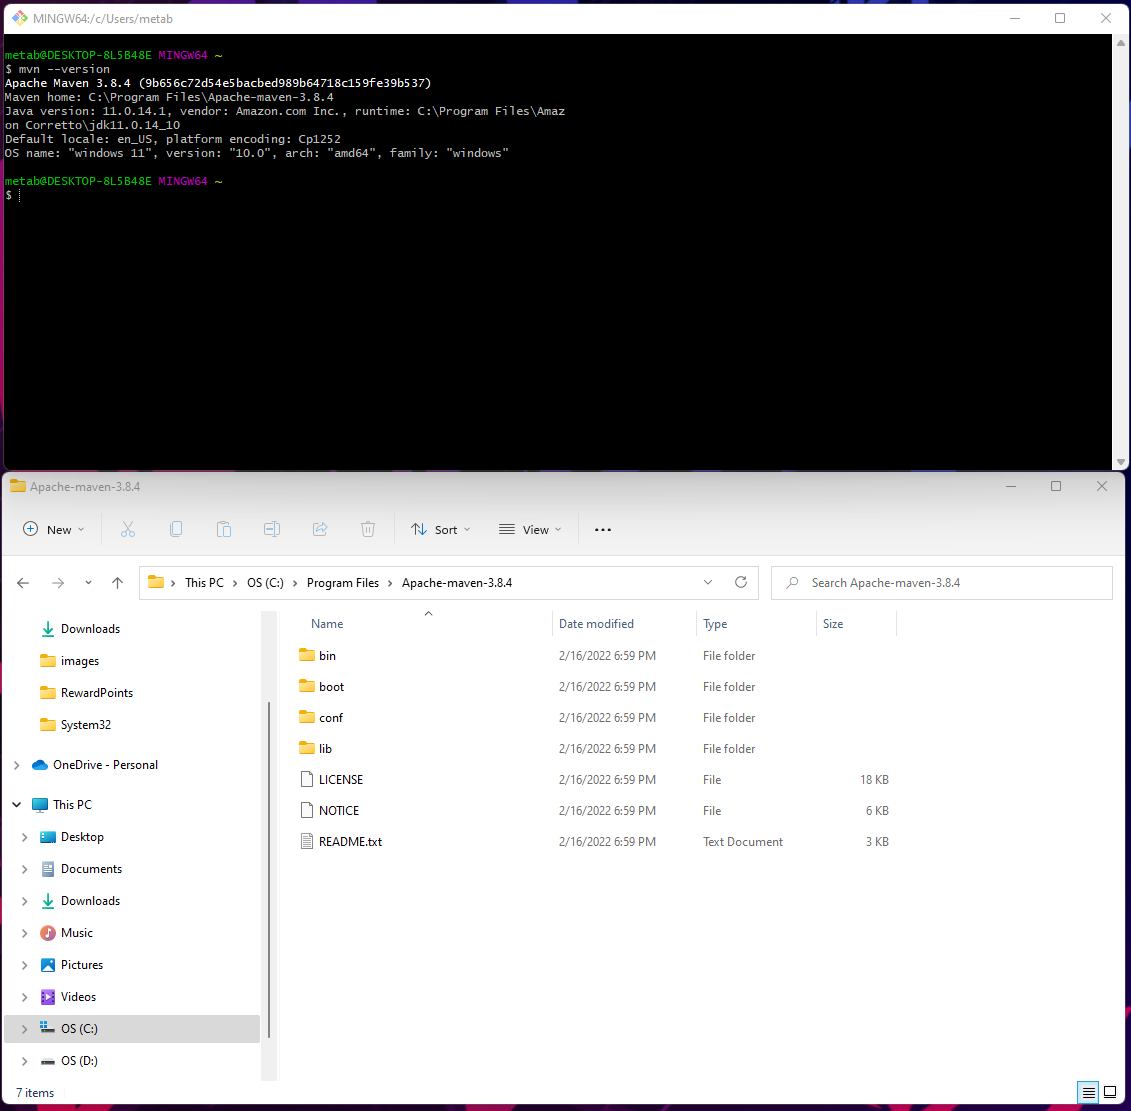 MINGW64:/c/Users/metab
metab@DESKTOP-8L5B48E MINGW64 ~
$ mvn --version
Apache Maven 3.8.4 (9b656c72d54e5bacbed989b64718c159fe39b537)
Maven home: C:\Program Files\Apache-maven-3.8.4
Java version: 11.0.14.1, vendor: Amazon.com Inc., runtime: C:\Program Files\Amaz
on Corretto\jdk11.0.14_10
Default locale: en_US, platform encoding: Cp1252
OS name: "windows 11", version: "10.0", arch: "amd64", family: "windows"
metab@DESKTOP-8L5B48E MINGW64 ~
$
Apache-maven-3.8.4
New Sort View
This PC > OS (C:) > Program Files > Apache-maven-3.8.4 Search Apache-maven-3.8.4
Downloads
images
RewardPoints
System32
OneDrive - Personal
This PC
Desktop
Documents
Downloads
Music
Pictures
Videos
OS (C:)
OS (D:)
Name Date modified Type Size
bin 2/16/2022 6:59 PM File folder
boot 2/16/2022 6:59 PM File folder
conf 2/16/2022 6:59 PM File folder
lib 2/16/2022 6:59 PM File folder
LICENSE 2/16/2022 6:59 PM File 18 KB
NOTICE 2/16/2022 6:59 PM File 6 KB
README.txt 2/16/2022 6:59 PM Text Document 3 KB
7 items